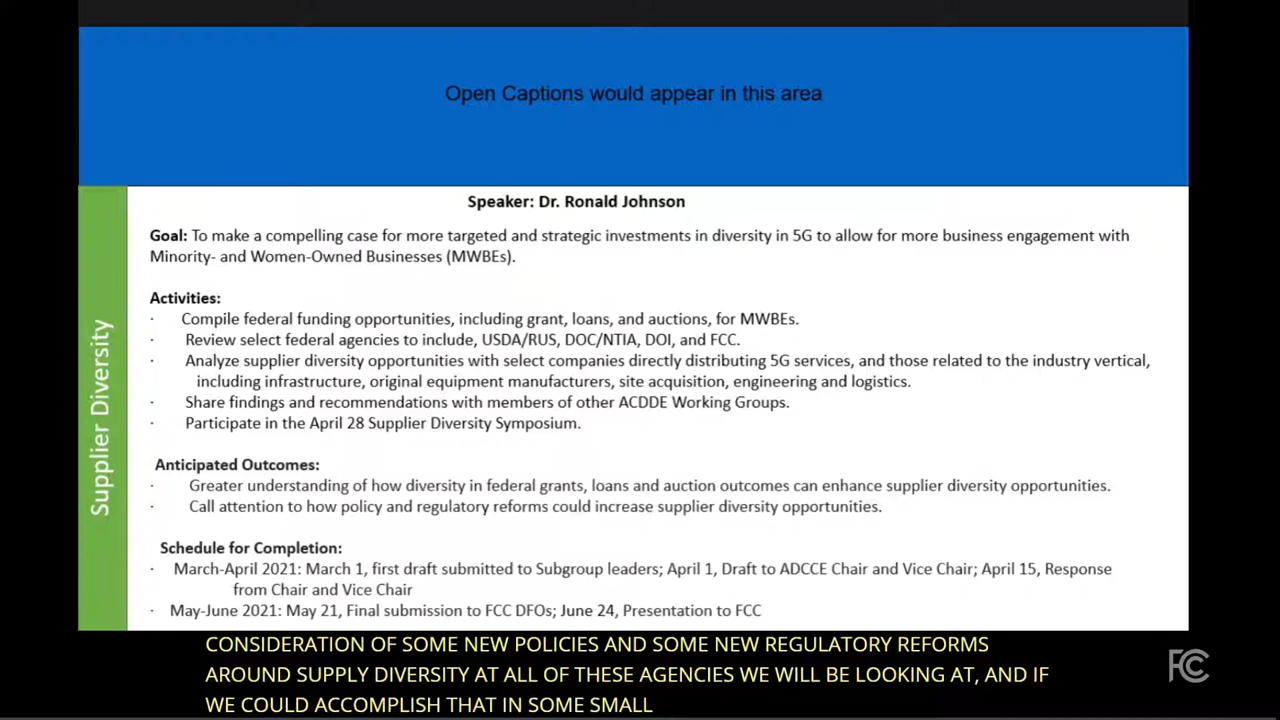 Open Captions would appear in this area
Speaker: Dr. Ronald Johnson
Goal: To make a compelling case for more targeted and strategic investments in diversity in 5G to allow for more business engagement with
Minority- and Women-Owned Businesses (MWBEs).
Activities:
· Compile federal funding opportunities, including grant, loans, and auctions, for MWBEs.
· Review select federal agencies to include, USDA/RUS, DOC/NTIA, DOI, and FCC.
· Analyze supplier diversity opportunities with select companies directly distributing 5G services, and those related to the industry vertical,
including infrastructure, original equipment manufacturers, site acquisition, engineering and logistics.
· Share findings and recommendations with members of other ACDDE Working Groups.
· Participate in the April 28 Supplier Diversity Symposium.
Anticipated Outcomes:
· Greater understanding of how diversity in federal grants, loans and auction outcomes can enhance supplier diversity opportunities.
· Call attention to how policy and regulatory reforms could increase supplier diversity opportunities.
Schedule for Completion:
· March-April 2021: March 1, first draft submitted to Subgroup leaders; April 1, Draft to ADCCE Chair and Vice Chair; April 15, Response
from Chair and Vice Chair
· May-June 2021: May 21, Final submission to FCC DFOs; June 24, Presentation to FCC
Supplier Diversity
CONSIDERATION OF SOME NEW POLICIES AND SOME NEW REGULATORY REFORMS
AROUND SUPPLY DIVERSITY AT ALL OF THESE AGENCIES WE WILL BE LOOKING AT, AND IF
WE COULD ACCOMPLISH THAT IN SOME SMALL
FCC